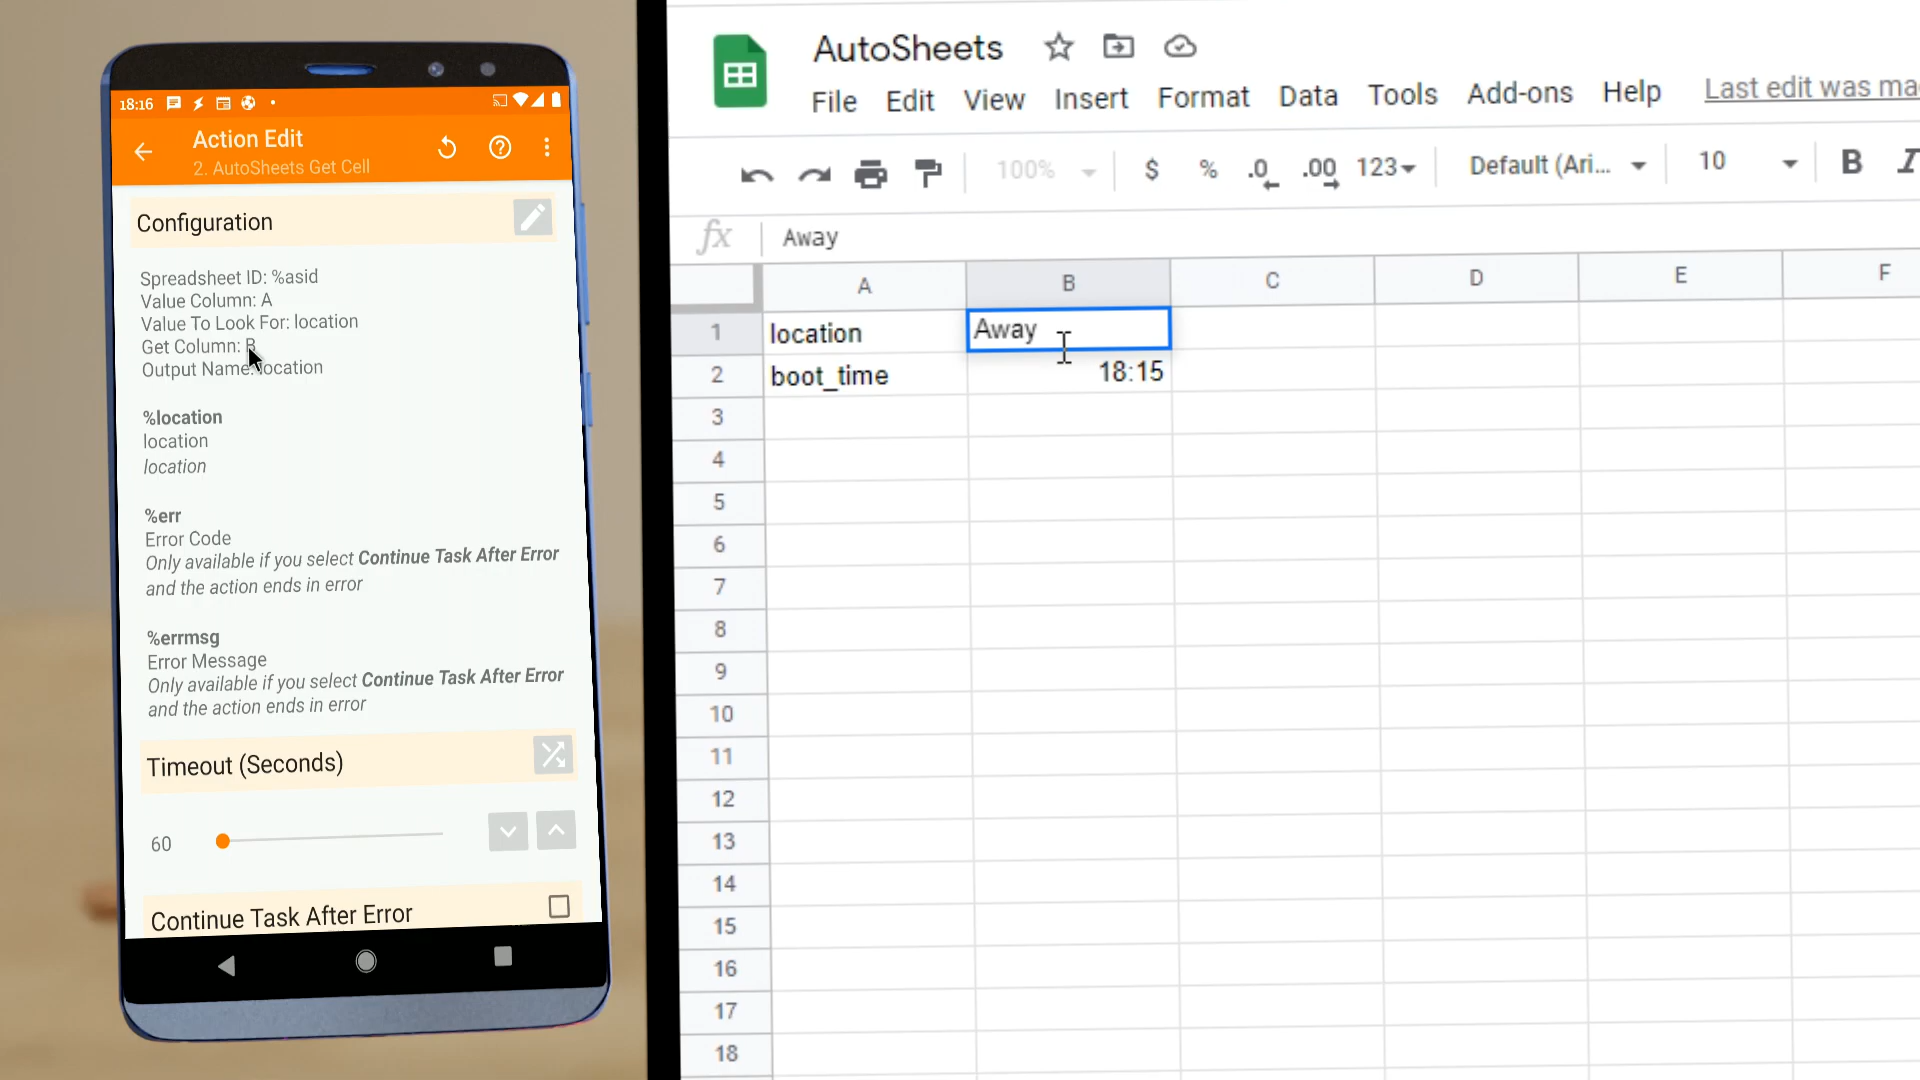 18:16
Action Edit
2. AutoSheets Get Cell
Configuration
Spreadsheet ID: %asid
Value Column: A
Value To Look For: location
Get Column: B
Output Name: location
%location
location
location
%err
Error Code
Only available if you select Continue Task After Error
and the action ends in error
%errmsg
Error Message
Only available if you select Continue Task After Error
and the action ends in error
Timeout (Seconds)
60
Continue Task After Error
AutoSheets
File Edit View Insert Format Data Tools Add-ons Help Last edit was
100% $ % .0 .00 123 Default (Ari... 10 B I
fx Away
A B C D E F
1 location Away
2 boot_time 18:15
3
4
5
6
7
8
9
10
11
12
13
14
15
16
17
18